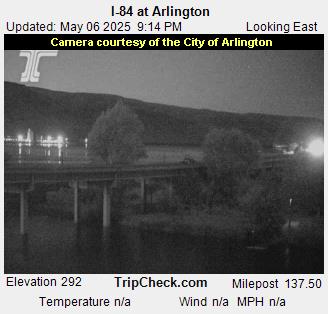 I-84 at Arlington
Updated: May 06 2025 9:14 PM Looking East
Camera courtesy of the City of Arlington
Elevation 292 TripCheck.com Milepost 137.50
Temperature n/a Wind n/a MPH n/a